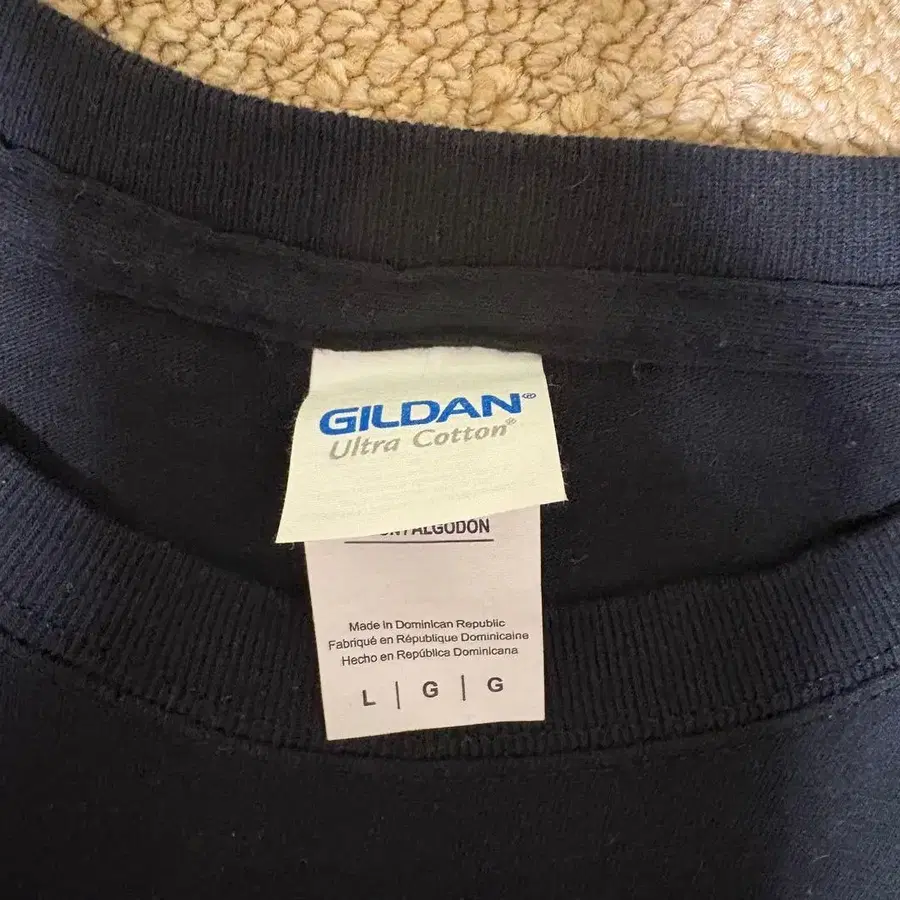 GILDAN®
Ultra Cotton®
ALGODON
Made in Dominican Republic
Fabriqué en République Dominicaine
Hecho en República Dominicana
L | G | G